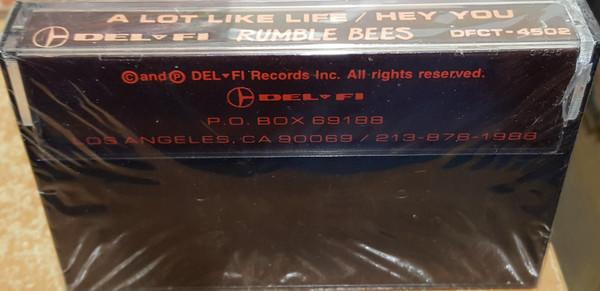 A LOT LIKE LIFE / HEY YOU
DEL▾FI RUMBLE BEES DFCT-4502
©and℗ DEL▾FI Records Inc. All rights reserved.
DEL▾FI
P.O. BOX 69188
LOS ANGELES, CA 90069 / 213-876-1988